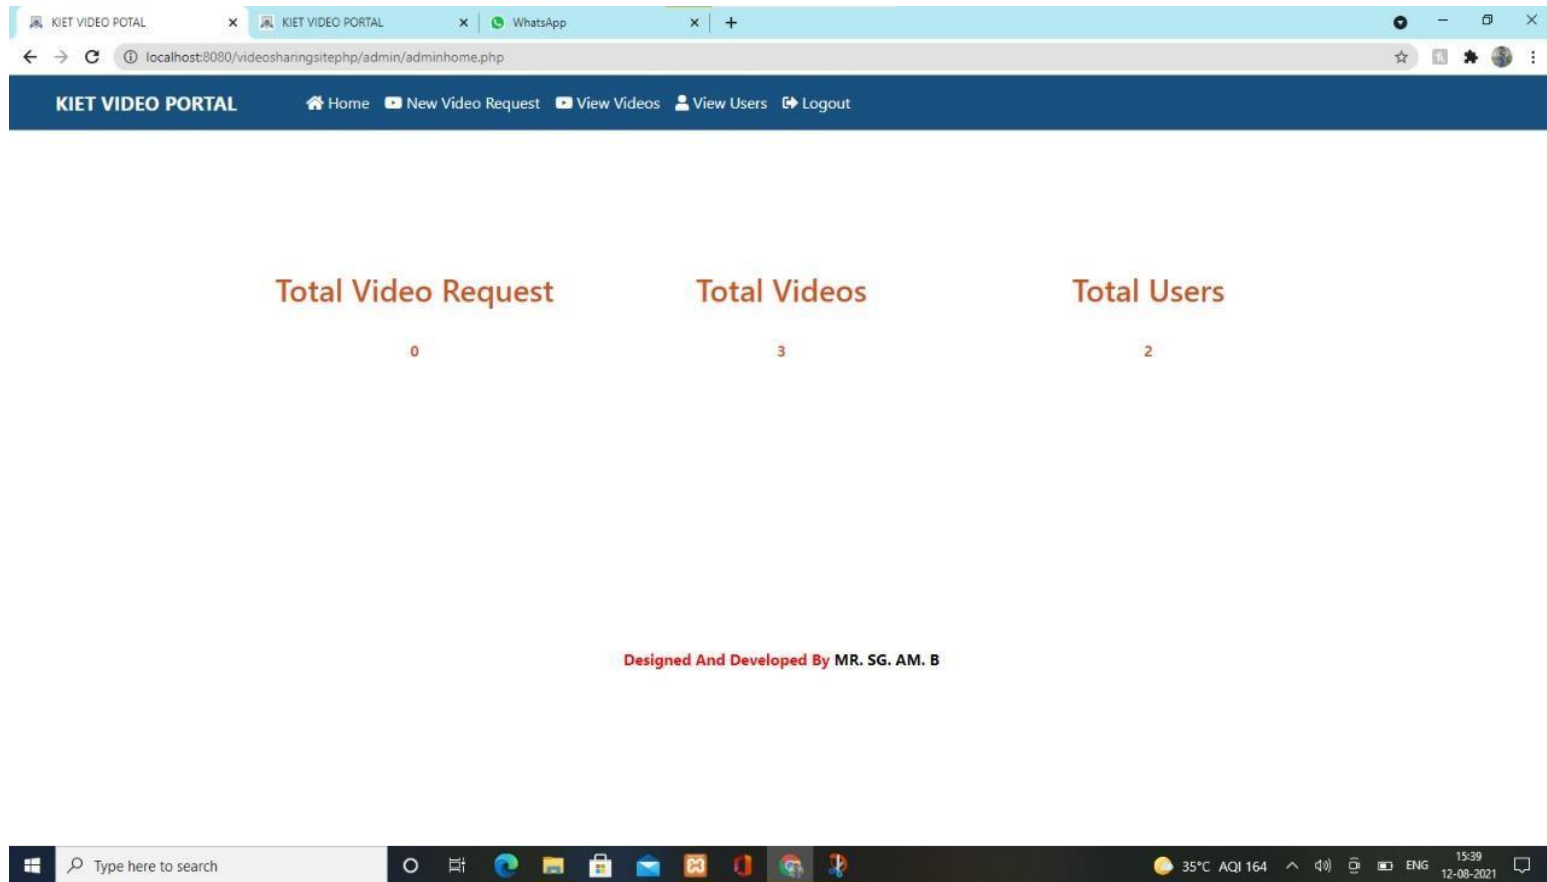 KIET VIDEO POTAL
KIET VIDEO PORTAL
WhatsApp
localhost:8080/videosharingsitephp/admin/adminhome.php
KIET VIDEO PORTAL Home New Video Request View Videos View Users Logout
Total Video Request Total Videos Total Users
0 3 2
Designed And Developed By MR. SG. AM. B
Type here to search
35°C AQI 164 ENG 15:39
12-08-2021